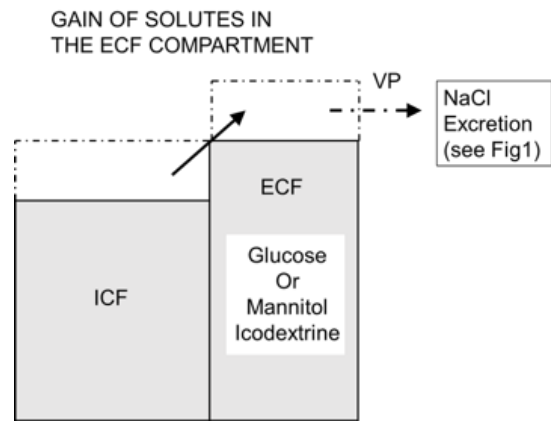 GAIN OF SOLUTES IN
THE ECF COMPARTMENT
VP
NaCl
Excretion
(see Fig1)
ECF
Glucose
Or
Mannitol
Icodextrine
ICF